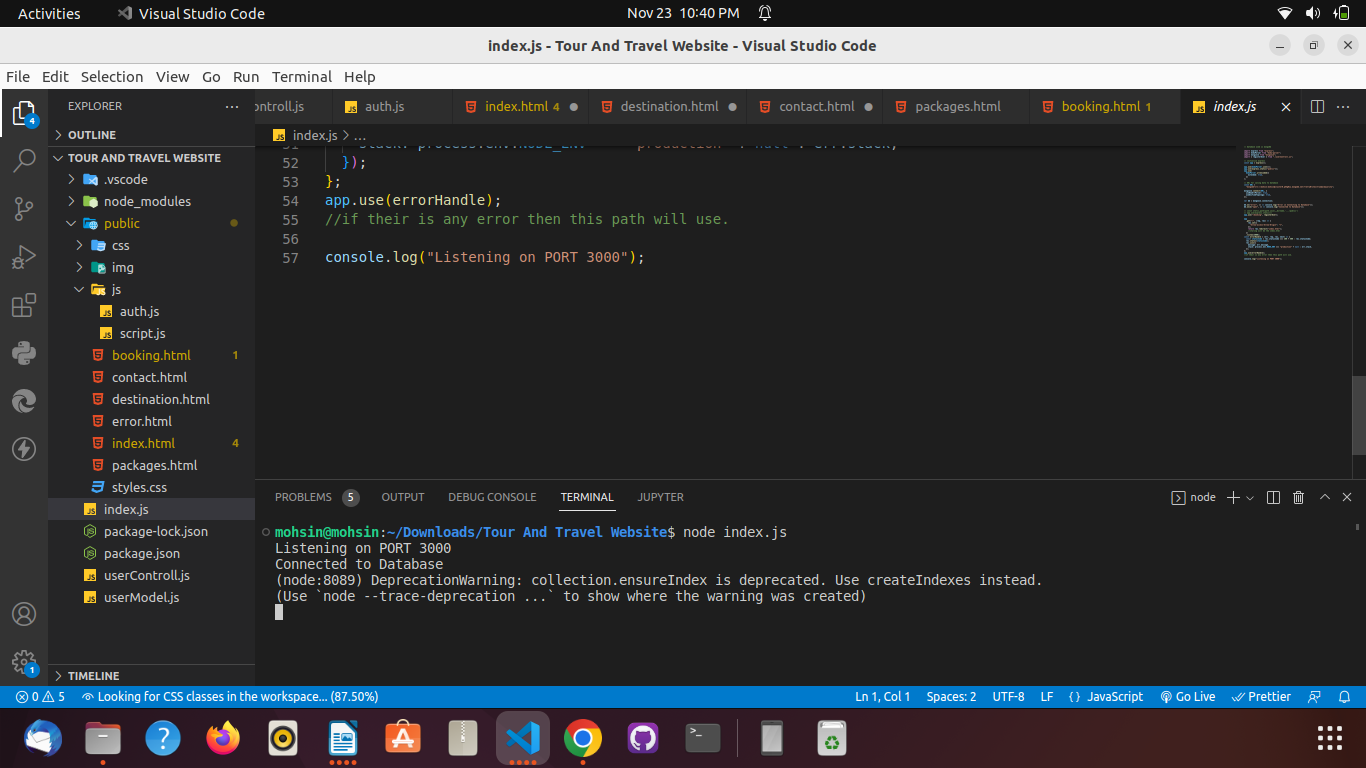 Activities Visual Studio Code Nov 23 10:40 PM
index.js - Tour And Travel Website - Visual Studio Code
File Edit Selection View Go Run Terminal Help
EXPLORER ontroll.js auth.js index.html 4 destination.html contact.html packages.html booking.html 1 index.js
4
OUTLINE
index.js > ...
TOUR AND TRAVEL WEBSITE
.vscode
node_modules
public
css
img
js
auth.js
script.js
booking.html 1
contact.html
destination.html
error.html
index.html 4
packages.html
styles.css
index.js
package-lock.json
package.json
userControll.js
userModel.js
TIMELINE
1
52 });
53 };
54 app.use(errorHandle);
55 //if their is any error then this path will use.
56
57 console.log("Listening on PORT 3000");
PROBLEMS 5 OUTPUT DEBUG CONSOLE TERMINAL JUPYTER node
mohsin@mohsin:~/Downloads/Tour And Travel Website$ node index.js
Listening on PORT 3000
Connected to Database
(node:8089) DeprecationWarning: collection.ensureIndex is deprecated. Use createIndexes instead.
(Use `node --trace-deprecation ...` to show where the warning was created)
0 5 Looking for CSS classes in the workspace... (87.50%) Ln 1, Col 1 Spaces: 2 UTF-8 LF {} JavaScript Go Live Prettier